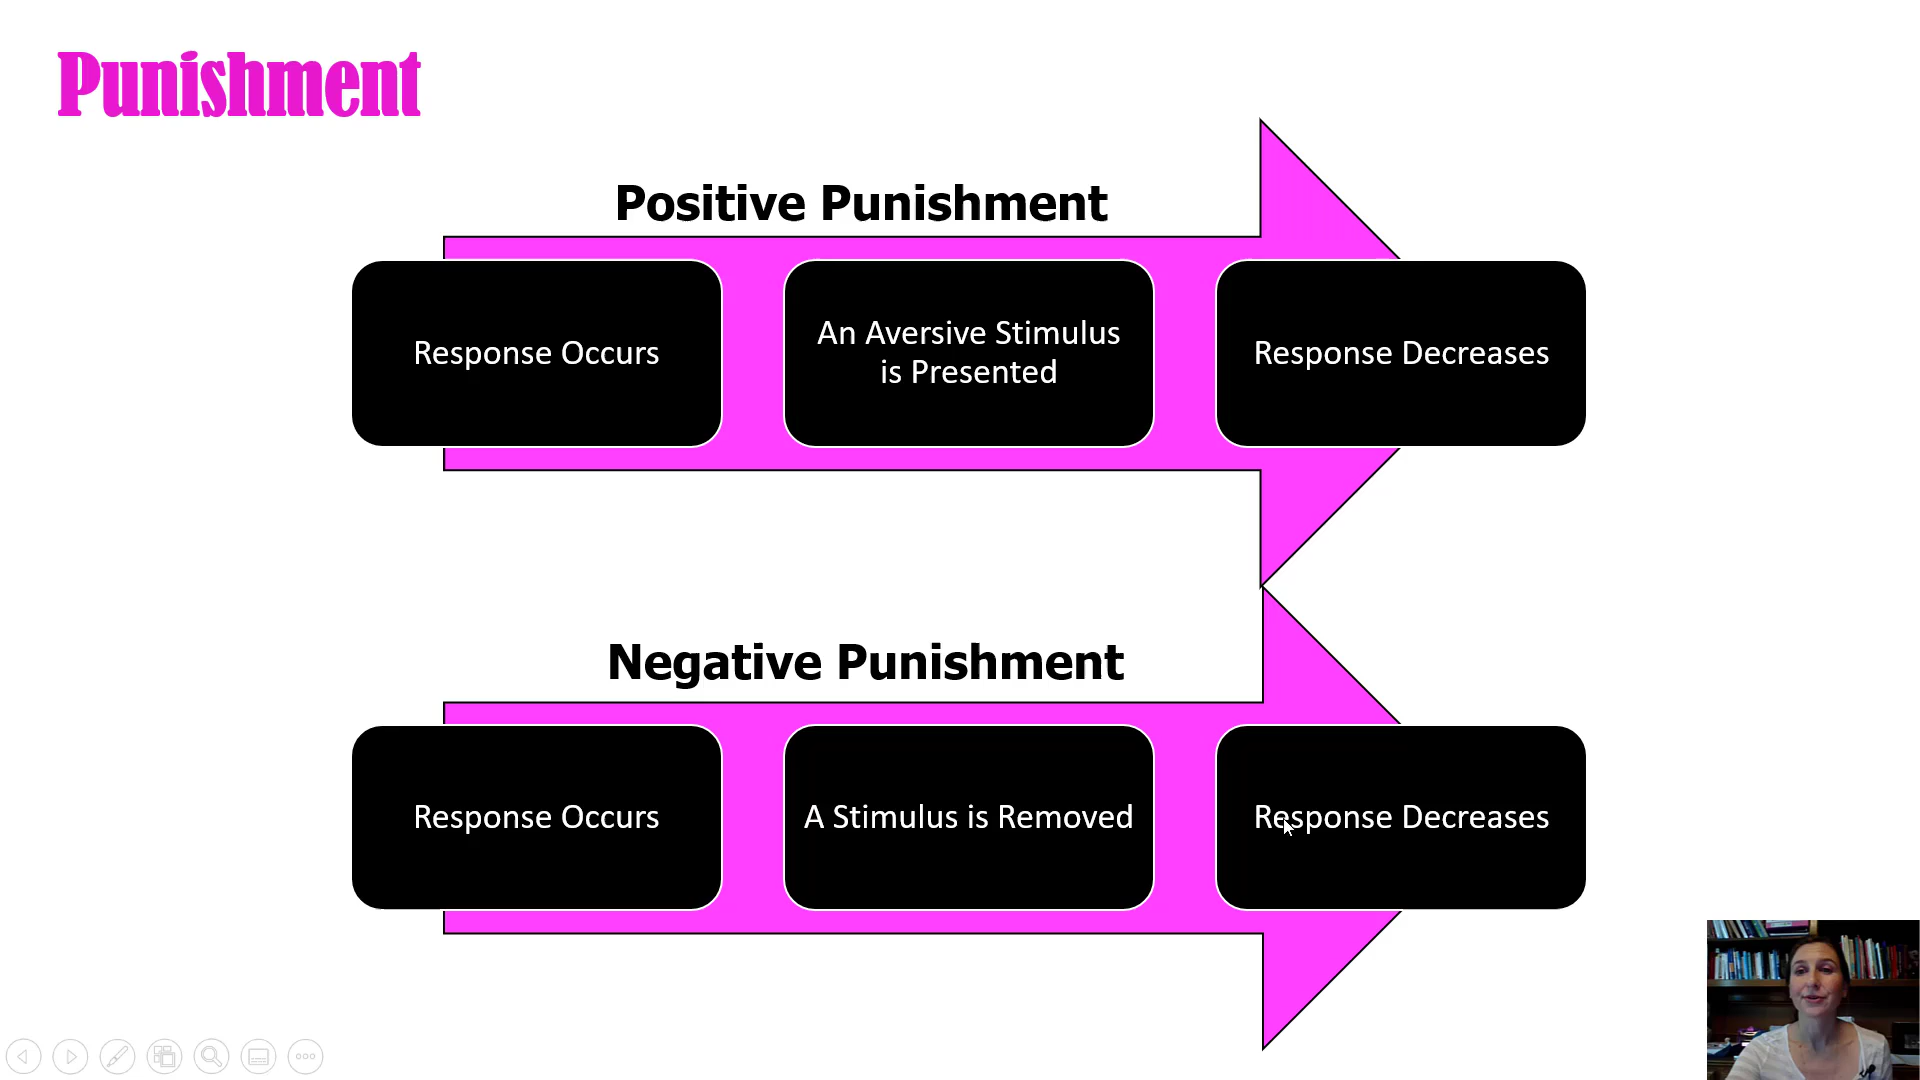 Punishment
Positive Punishment
Response Occurs
An Aversive Stimulus
is Presented
Response Decreases
Negative Punishment
Response Occurs
A Stimulus is Removed
Response Decreases